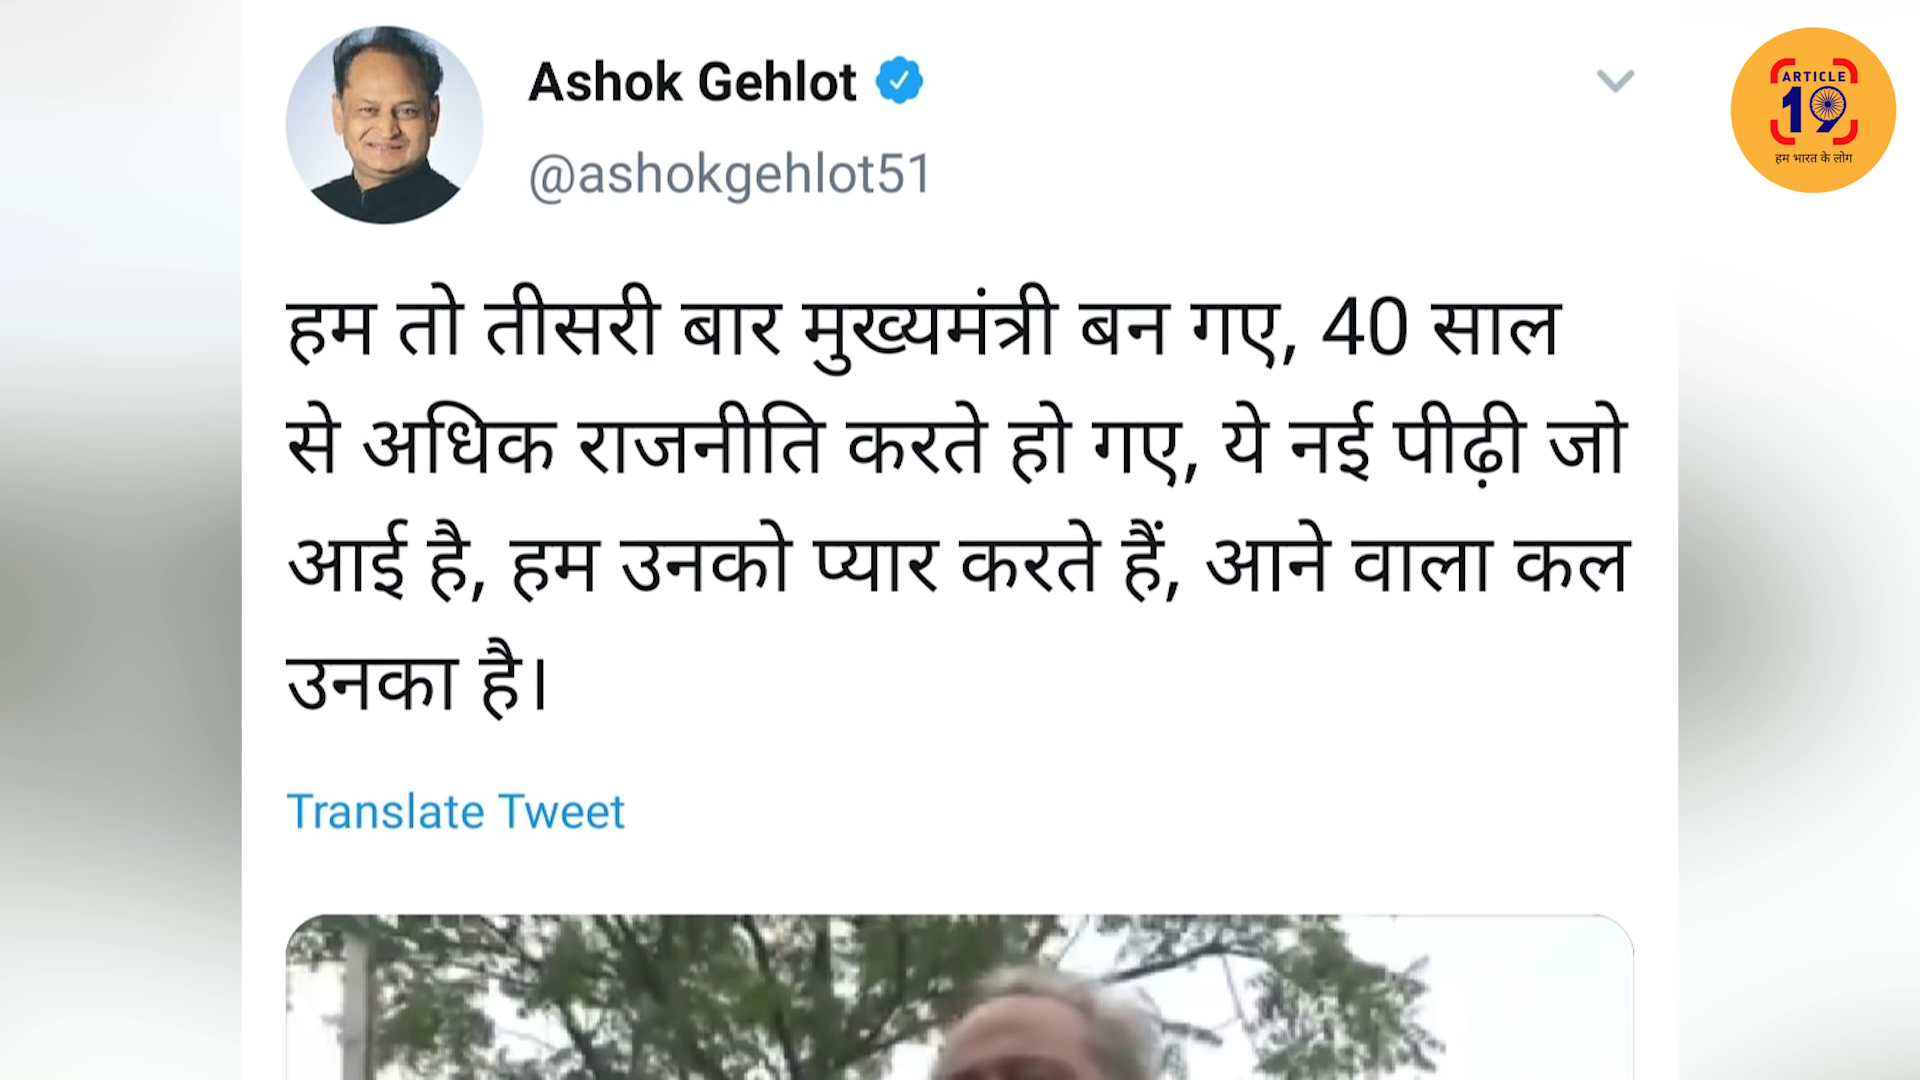 Ashok Gehlot
@ashokgehlot51
ARTICLE
19
हम भारत के लोग
हम तो तीसरी बार मुख्यमंत्री बन गए, 40 साल
से अधिक राजनीति करते हो गए, ये नई पीढ़ी जो
आई है, हम उनको प्यार करते हैं, आने वाला कल
उनका है।
Translate Tweet